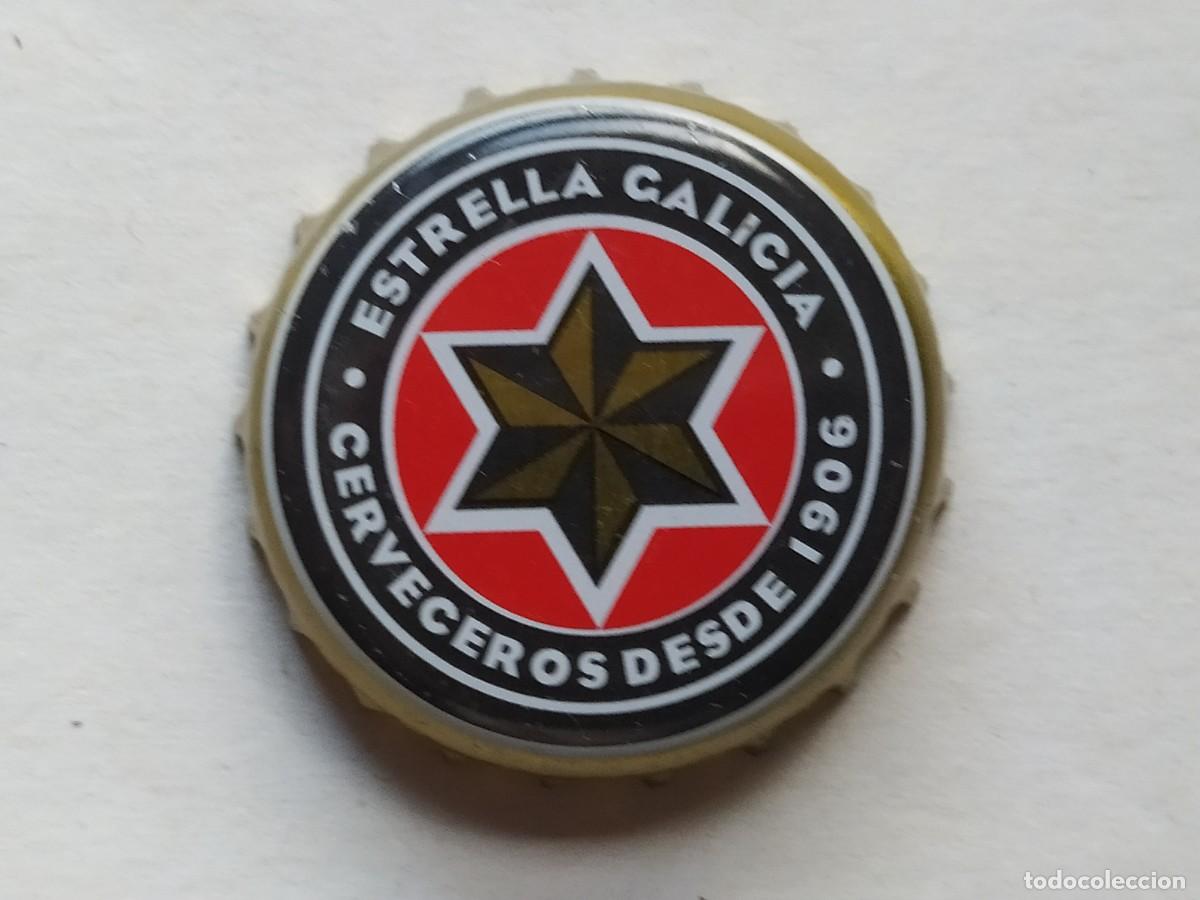 • ESTRELLA GALICIA •
CERVECEROS DESDE 1906
todocoleccion